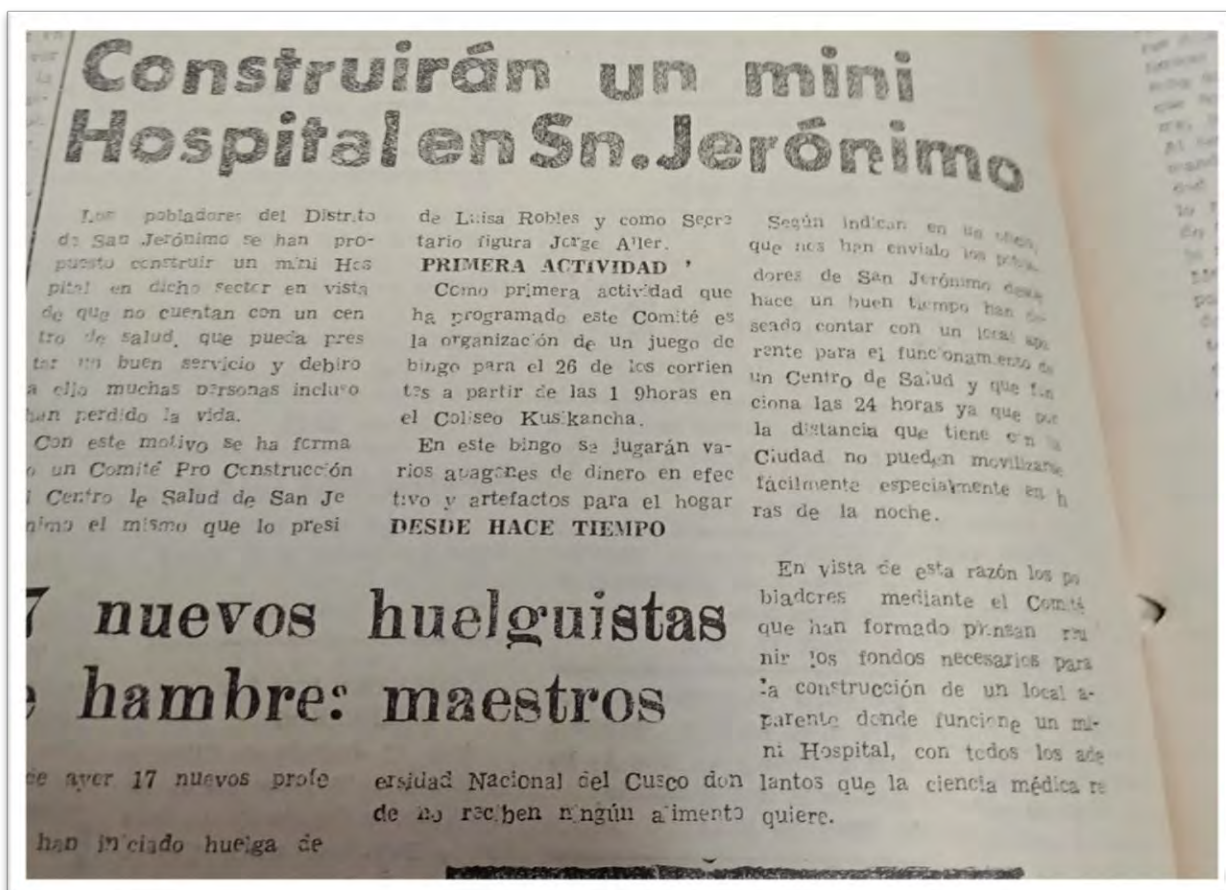 Construirán un mini
Hospital en Sn. Jerónimo
Los pobladores del Distrito
de San Jerónimo se han pro-
puesto construir un mini Hos
pital en dicho sector en vista
de que no cuentan con un cen
tro de salud, que pueda pres
tar un buen servicio y debiro
a ello muchas personas incluso
han perdido la vida.
Con este motivo se ha forma
o un Comité Pro Construcción
l Centro le Salud de San Je
nimo el mismo que lo presi
de Luisa Robles y como Secre
tario figura Jorge Aller.
PRIMERA ACTIVIDAD
Como primera actividad que
ha programado este Comité es
la organización de un juego de
bingo para el 26 de los corrien
tes a partir de las 1 9horas en
el Coliseo Kusikancha.
En este bingo se jugarán va-
rios apagones de dinero en efec
tivo y artefactos para el hogar
DESDE HACE TIEMPO
Según indican en un
que nos han envialo los
dores de San Jerónimo
hace un buen tiempo han de
seado contar con un local apa
rente para el funcionamiento de
un Centro de Salud y que fun
ciona las 24 horas ya que por
la distancia que tiene con la
Ciudad no pueden movilizarse
fácilmente especialmente en h
ras de la noche.
En vista de esta razón los po
bladores mediante el Comité
que han formado piensan reu
nir los fondos necesarios para
la construcción de un local a-
parente donde funcione un mi-
ni Hospital, con todos los ade
lantos que la ciencia médica re
quiere.
7 nuevos huelguistas
e hambre: maestros
de ayer 17 nuevos profe
han iniciado huelga de
ersidad Nacional del Cusco don
de no reciben ningún alimento